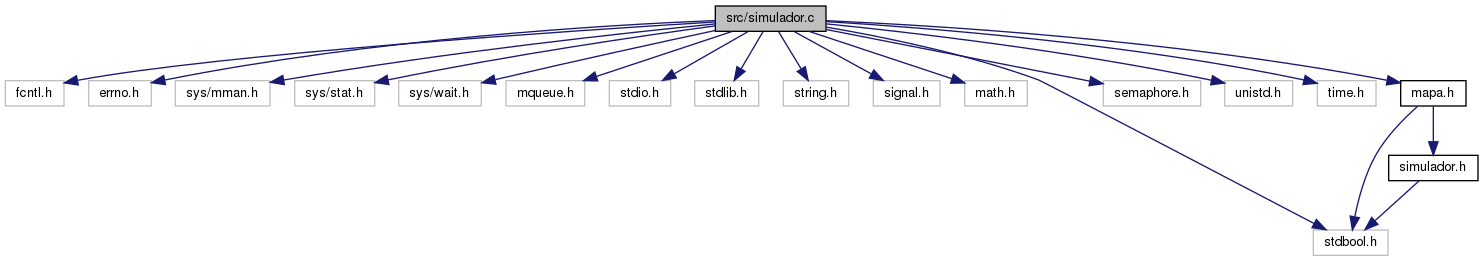 src/simulador.c
fcntl.h
errno.h
sys/mman.h
sys/stat.h
sys/wait.h
mqueue.h
stdio.h
stdlib.h
string.h
signal.h
math.h
semaphore.h
unistd.h
time.h
mapa.h
simulador.h
stdbool.h